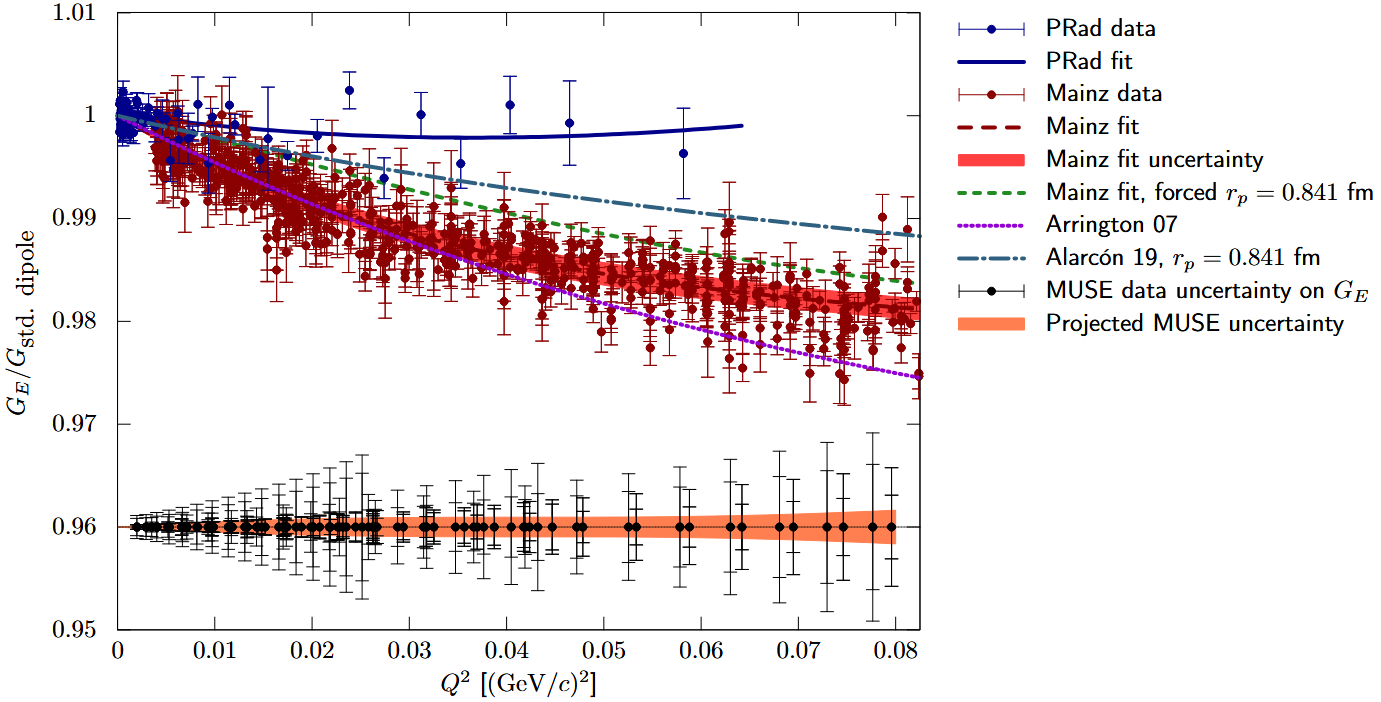 1.01
1
0.99
0.98
0.97
0.96
0.95
G_E/G_std. dipole
0 0.01 0.02 0.03 0.04 0.05 0.06 0.07 0.08
Q² [(GeV/c)²]
PRad data
PRad fit
Mainz data
Mainz fit
Mainz fit uncertainty
Mainz fit, forced r_p = 0.841 fm
Arrington 07
Alarcón 19, r_p = 0.841 fm
MUSE data uncertainty on G_E
Projected MUSE uncertainty